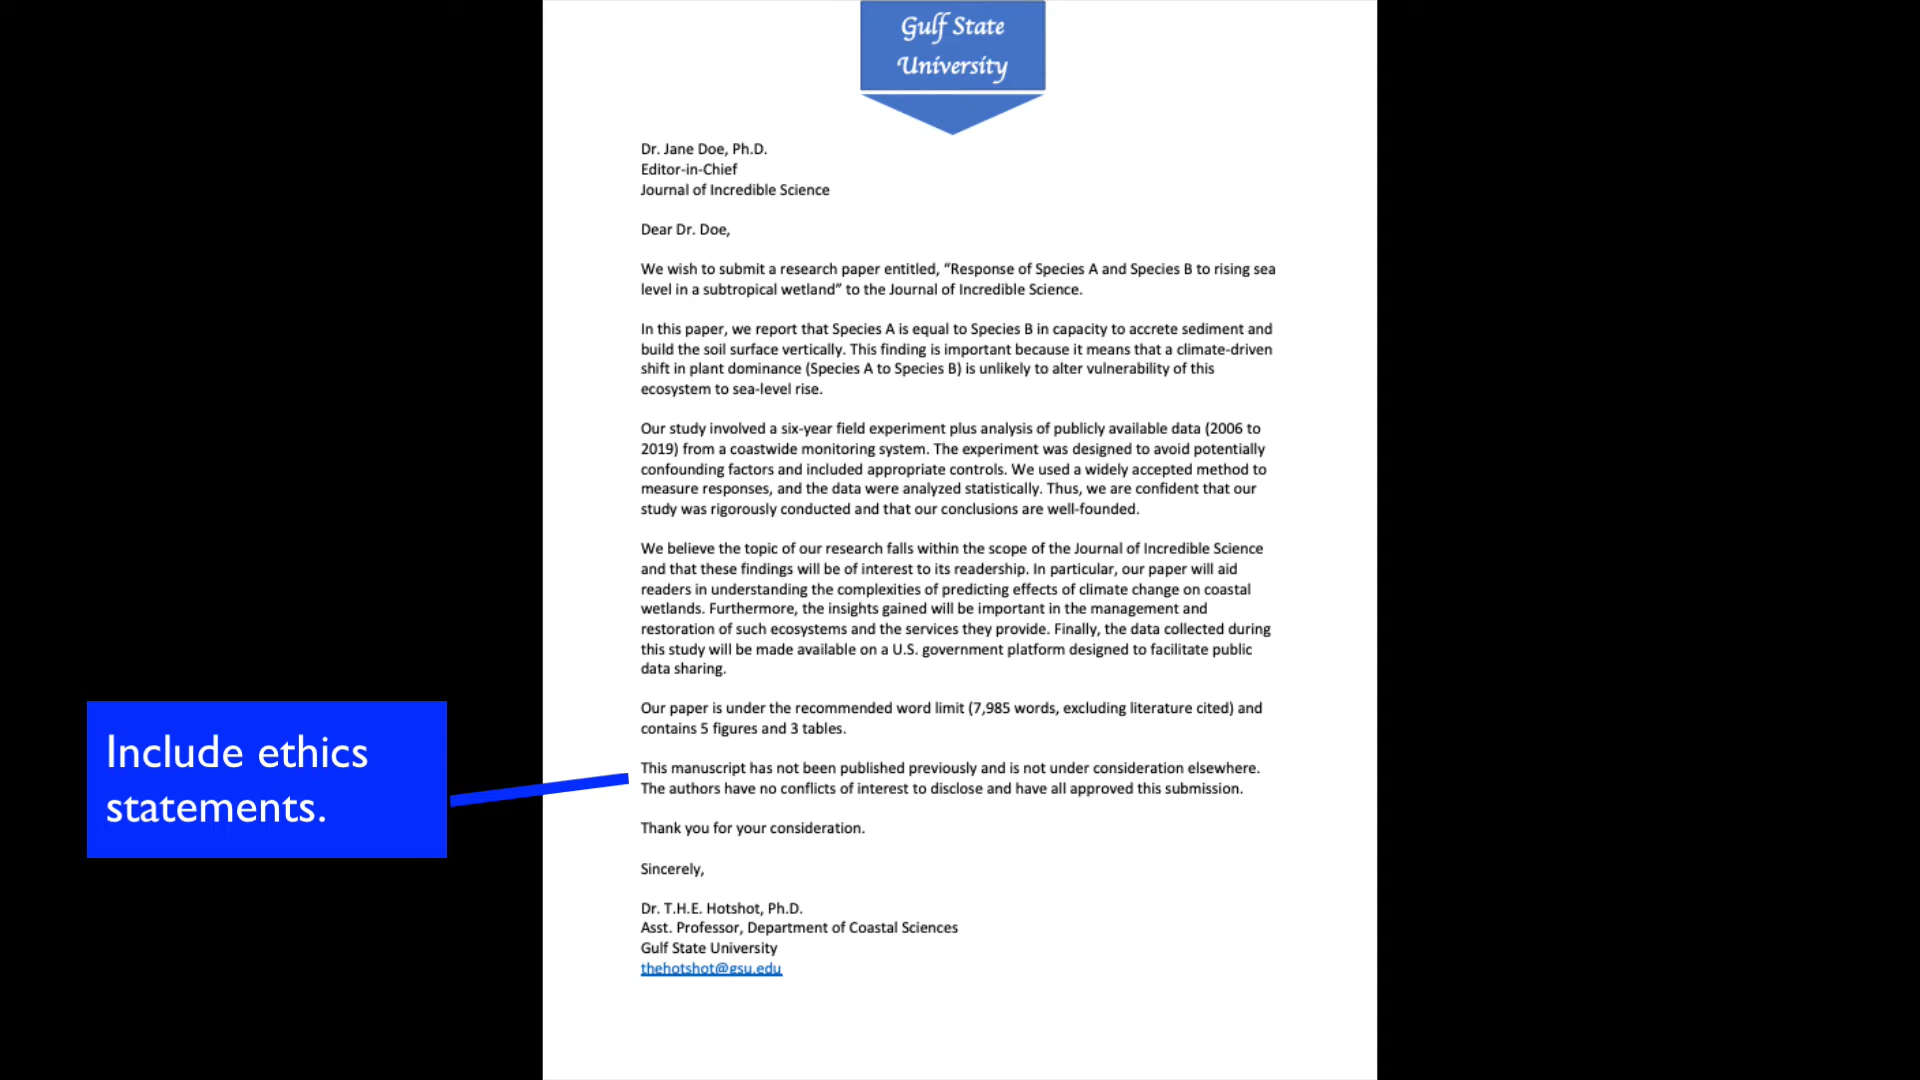 Gulf State
University
Dr. Jane Doe, Ph.D.
Editor-in-Chief
Journal of Incredible Science
Dear Dr. Doe,
We wish to submit a research paper entitled, “Response of Species A and Species B to rising sea
level in a subtropical wetland” to the Journal of Incredible Science.
In this paper, we report that Species A is equal to Species B in capacity to accrete sediment and
build the soil surface vertically. This finding is important because it means that a climate-driven
shift in plant dominance (Species A to Species B) is unlikely to alter vulnerability of this
ecosystem to sea-level rise.
Our study involved a six-year field experiment plus analysis of publicly available data (2006 to
2019) from a coastwide monitoring system. The experiment was designed to avoid potentially
confounding factors and included appropriate controls. We used a widely accepted method to
measure responses, and the data were analyzed statistically. Thus, we are confident that our
study was rigorously conducted and that our conclusions are well-founded.
We believe the topic of our research falls within the scope of the Journal of Incredible Science
and that these findings will be of interest to its readership. In particular, our paper will aid
readers in understanding the complexities of predicting effects of climate change on coastal
wetlands. Furthermore, the insights gained will be important in the management and
restoration of such ecosystems and the services they provide. Finally, the data collected during
this study will be made available on a U.S. government platform designed to facilitate public
data sharing.
Our paper is under the recommended word limit (7,985 words, excluding literature cited) and
contains 5 figures and 3 tables.
Include ethics
statements.
This manuscript has not been published previously and is not under consideration elsewhere.
The authors have no conflicts of interest to disclose and have all approved this submission.
Thank you for your consideration.
Sincerely,
Dr. T.H.E. Hotshot, Ph.D.
Asst. Professor, Department of Coastal Sciences
Gulf State University
thehotshot@gsu.edu